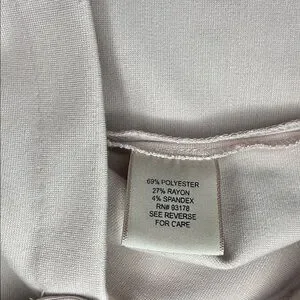 69% POLYESTER
27% RAYON
4% SPANDEX
RN# 93178
SEE REVERSE
FOR CARE